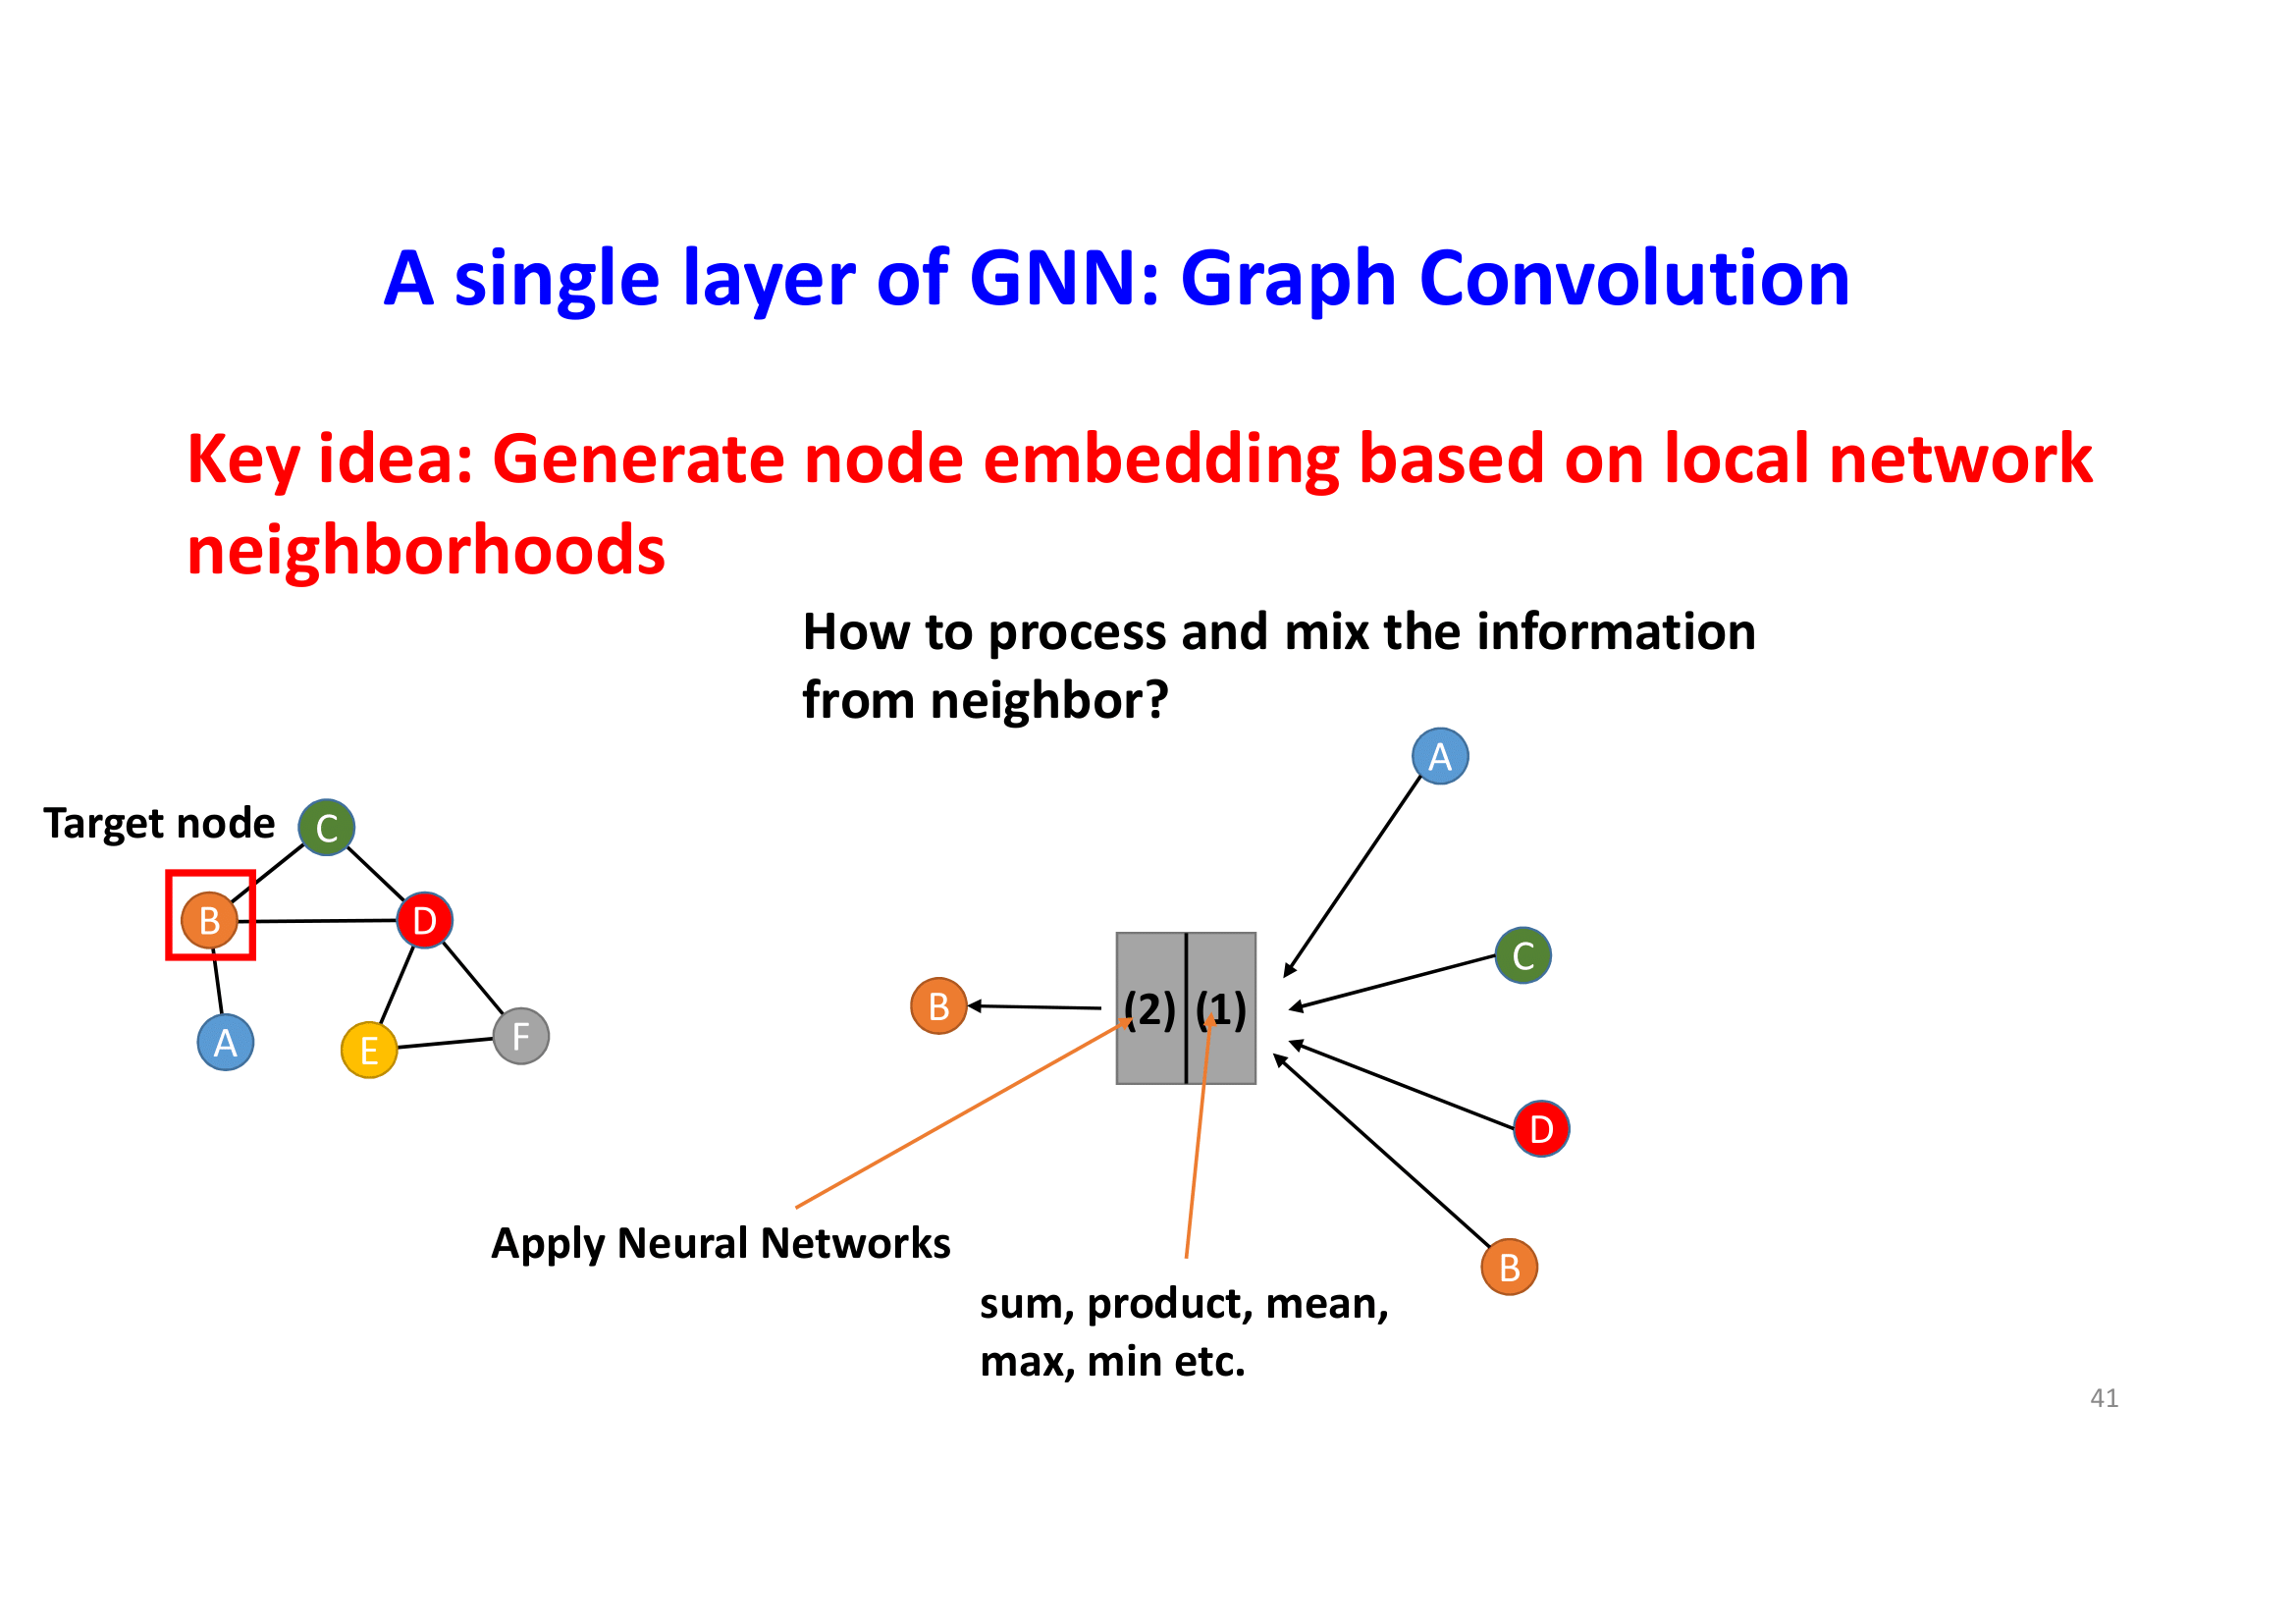 A single layer of GNN: Graph Convolution
Key idea: Generate node embedding based on local network
neighborhoods
How to process and mix the information
from neighbor?
Target node
C
B
D
A
E
F
A
C
B
(2)
(1)
D
B
Apply Neural Networks
sum, product, mean,
max, min etc.
41